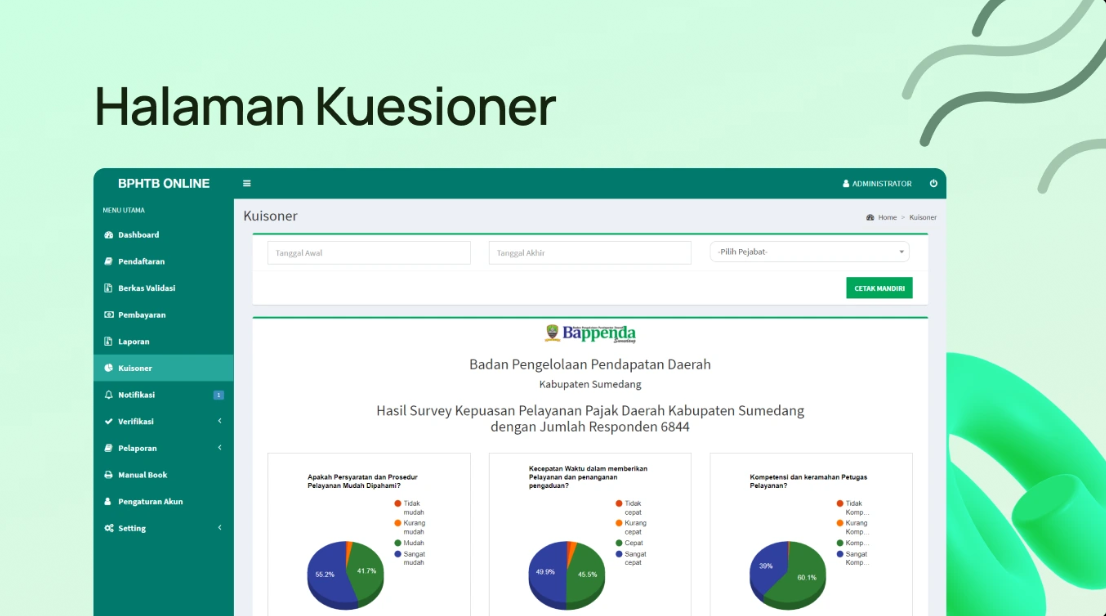 Halaman Kuesioner
BPHTB ONLINE
ADMINISTRATOR
MENU UTAMA
Dashboard
Pendaftaran
Berkas Validasi
Pembayaran
Laporan
Kuisoner
Notifikasi 1
Verifikasi
Pelaporan
Manual Book
Pengaturan Akun
Setting
Kuisoner
Home > Kuisoner
Tanggal Awal
Tanggal Akhir
-Pilih Pejabat-
CETAK MANDIRI
Bappenda
Sumedang
Badan Pengelolaan Pendapatan Daerah
Kabupaten Sumedang
Hasil Survey Kepuasan Pelayanan Pajak Daerah Kabupaten Sumedang
dengan Jumlah Responden 6844
Apakah Persyaratan dan Prosedur
Pelayanan Mudah Dipahami?
Tidak
mudah
Kurang
mudah
Mudah
Sangat
mudah
55.2%
41.7%
Kecepatan Waktu dalam memberikan
Pelayanan dan penanganan
pengaduan?
Tidak
cepat
Kurang
cepat
Cepat
Sangat
cepat
49.9%
45.5%
Kompetensi dan keramahan Petugas
Pelayanan?
Tidak
Komp...
Kurang
Komp...
Komp...
Sangat
Komp...
39%
60.1%